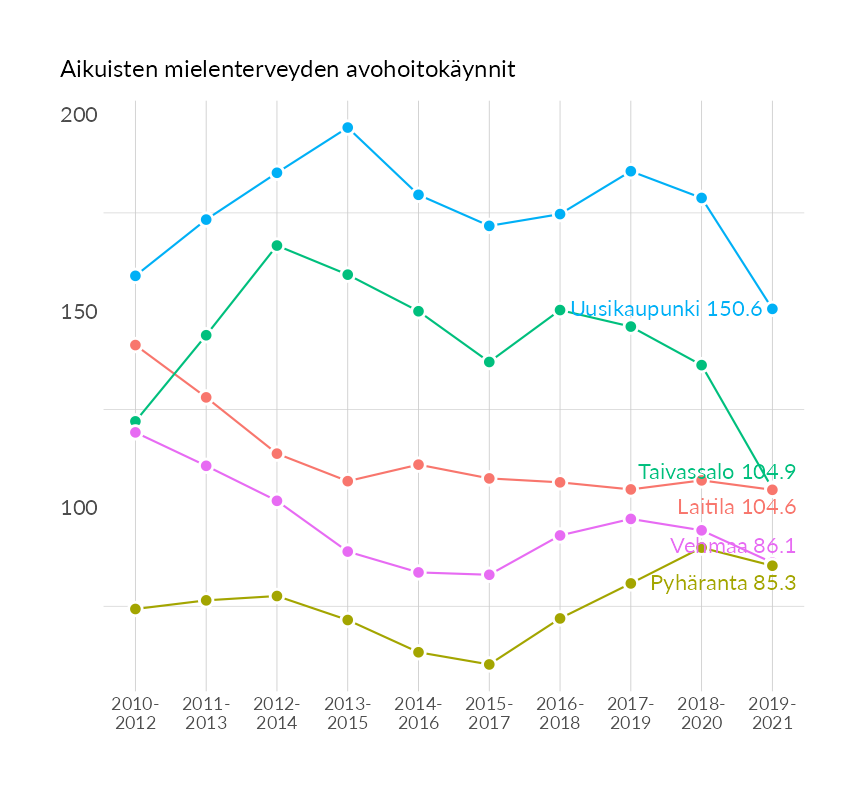 Aikuisten mielenterveyden avohoitokäynnit
200
150
100
Uusikaupunki 150.6
Taivassalo 104.9
Laitila 104.6
Vehmaa 86.1
Pyhäranta 85.3
2010- 2011- 2012- 2013- 2014- 2015- 2016- 2017- 2018- 2019-
2012 2013 2014 2015 2016 2017 2018 2019 2020 2021